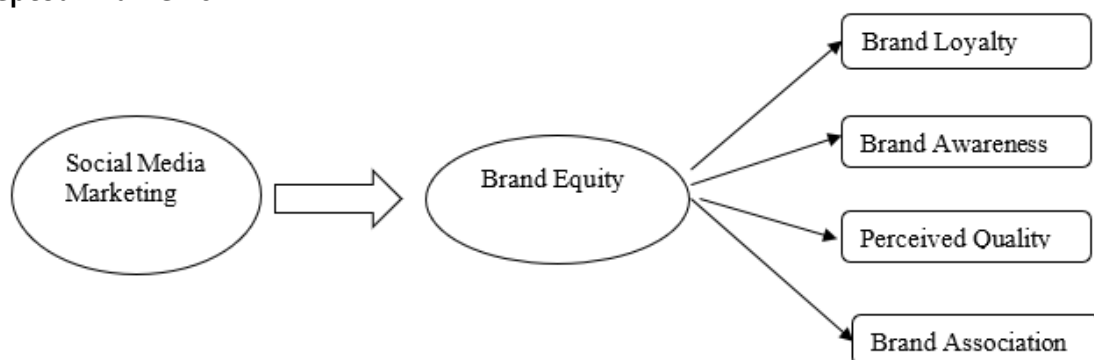 Brand Loyalty
Social Media
Marketing
Brand Equity
Brand Awareness
Perceived Quality
Brand Association